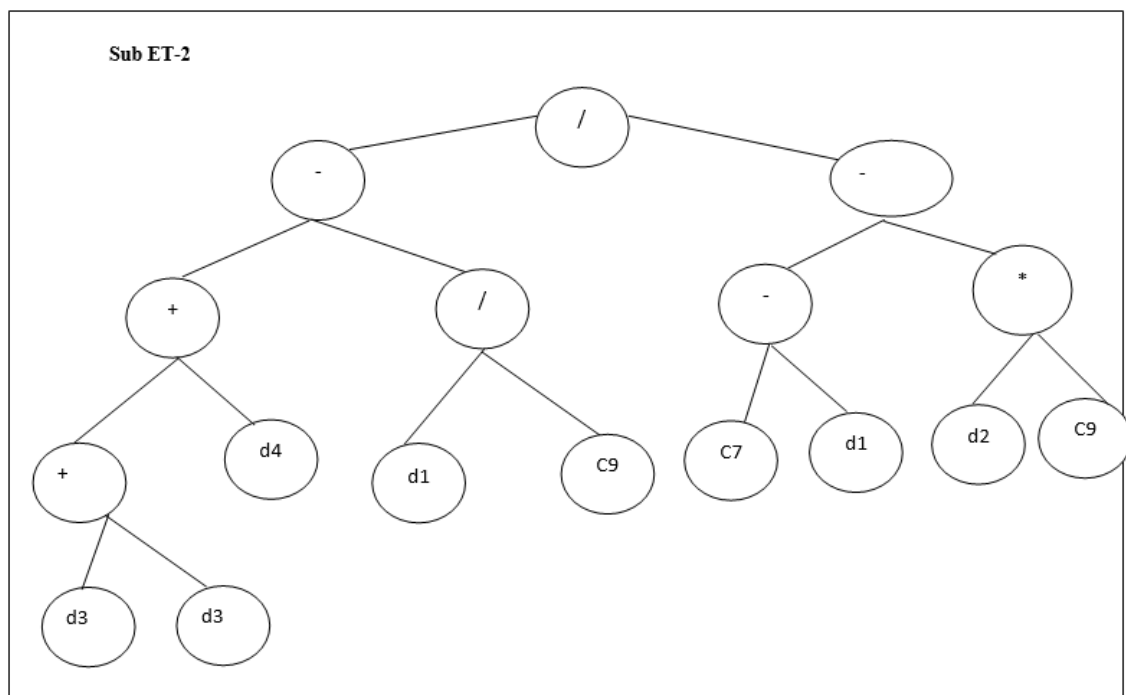 Sub ET-2
/
-
-
+
/
-
*
+
d4
d1
C9
C7
d1
d2
C9
d3
d3